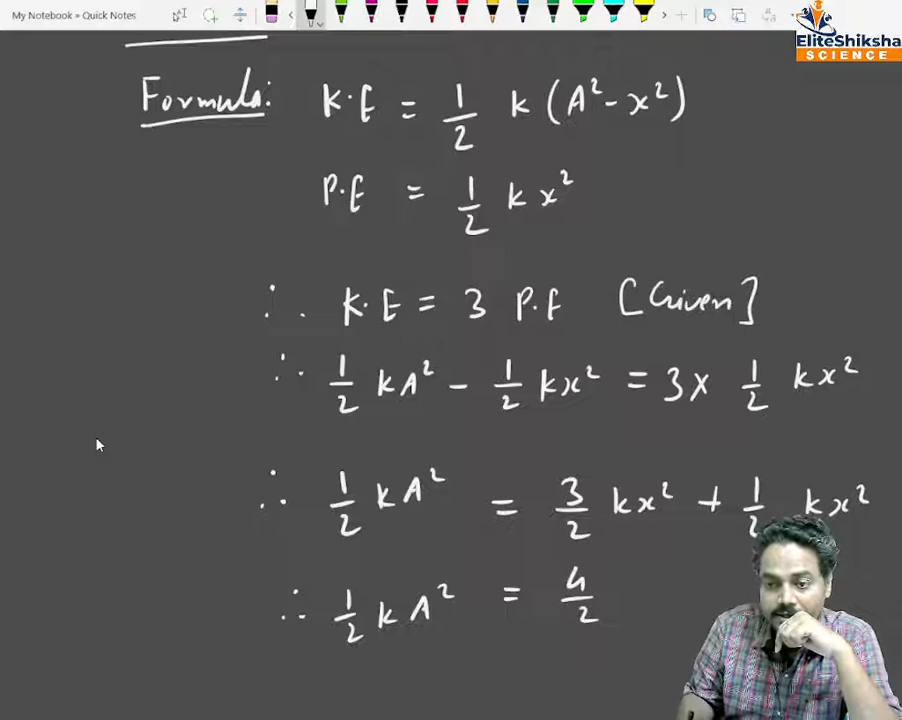 My Notebook » Quick Notes
EliteShiksha
SCIENCE
Formula: K.E = 1/2 k (A² - x²)
P.E = 1/2 k x²
∴ K.E = 3 P.E [Given]
∴ 1/2 kA² - 1/2 kx² = 3 × 1/2 kx²
∴ 1/2 kA² = 3/2 kx² + 1/2 kx²
∴ 1/2 kA² = 4/2